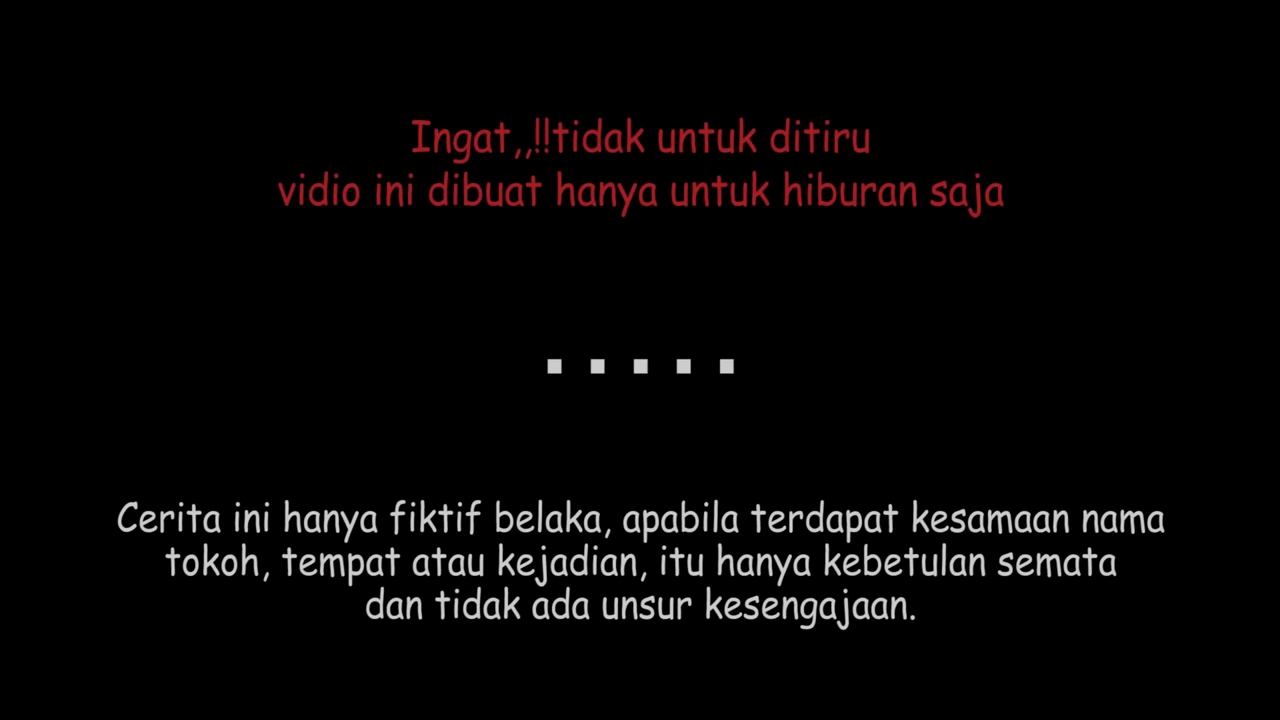 Ingat,,!!tidak untuk ditiru
vidio ini dibuat hanya untuk hiburan saja
.....
Cerita ini hanya fiktif belaka, apabila terdapat kesamaan nama
tokoh, tempat atau kejadian, itu hanya kebetulan semata
dan tidak ada unsur kesengajaan.